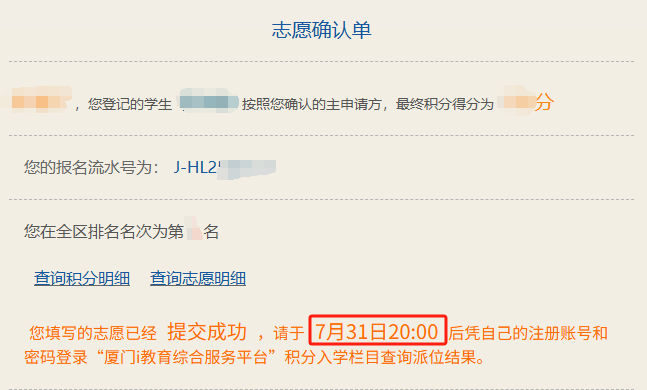 志愿确认单
，您登记的学生 按照您确认的主申请方，最终积分得分为 分
您的报名流水号为： J-HL2
您在全区排名名次为第 名
查询积分明细 查询志愿明细
您填写的志愿已经 提交成功 ，请于 7月31日20:00 后凭自己的注册账号和
密码登录“厦门i教育综合服务平台”积分入学栏目查询派位结果。